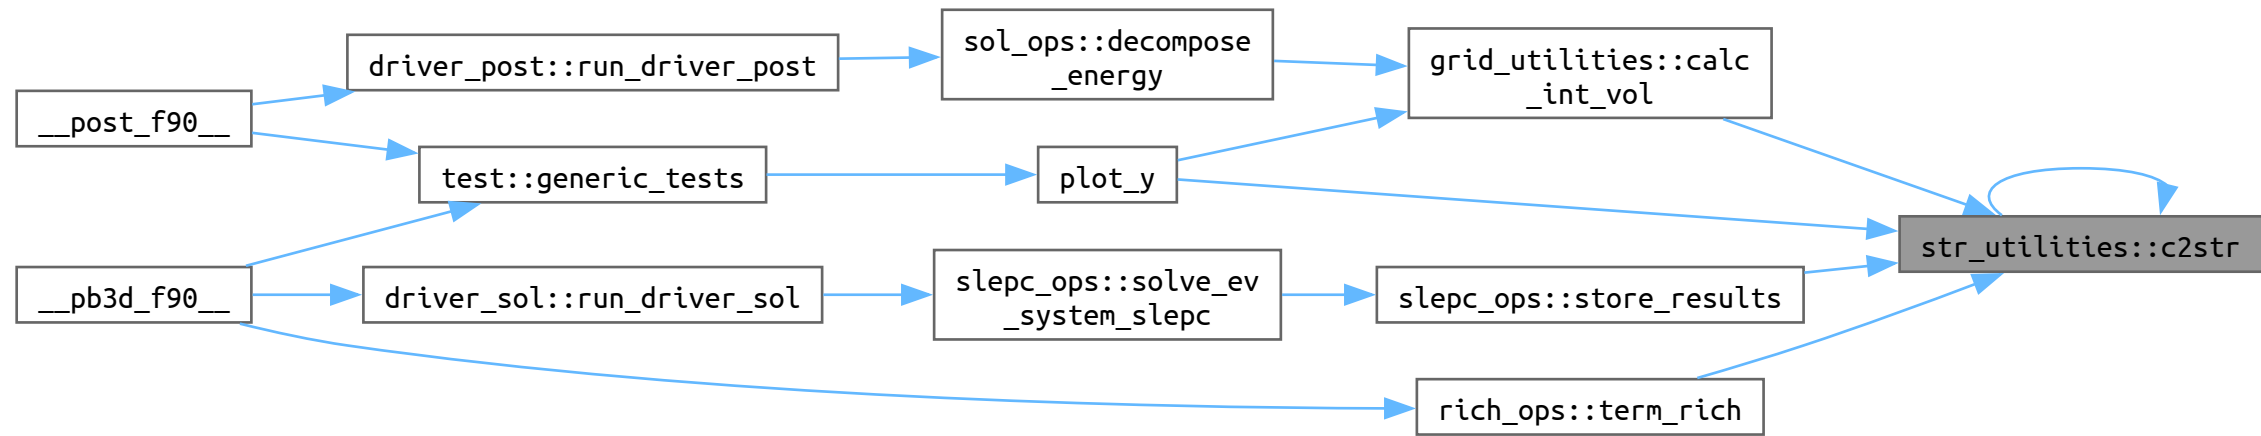 __post_f90__
driver_post::run_driver_post
sol_ops::decompose
_energy
grid_utilities::calc
_int_vol
test::generic_tests
plot_y
str_utilities::c2str
__pb3d_f90__
driver_sol::run_driver_sol
slepc_ops::solve_ev
_system_slepc
slepc_ops::store_results
rich_ops::term_rich